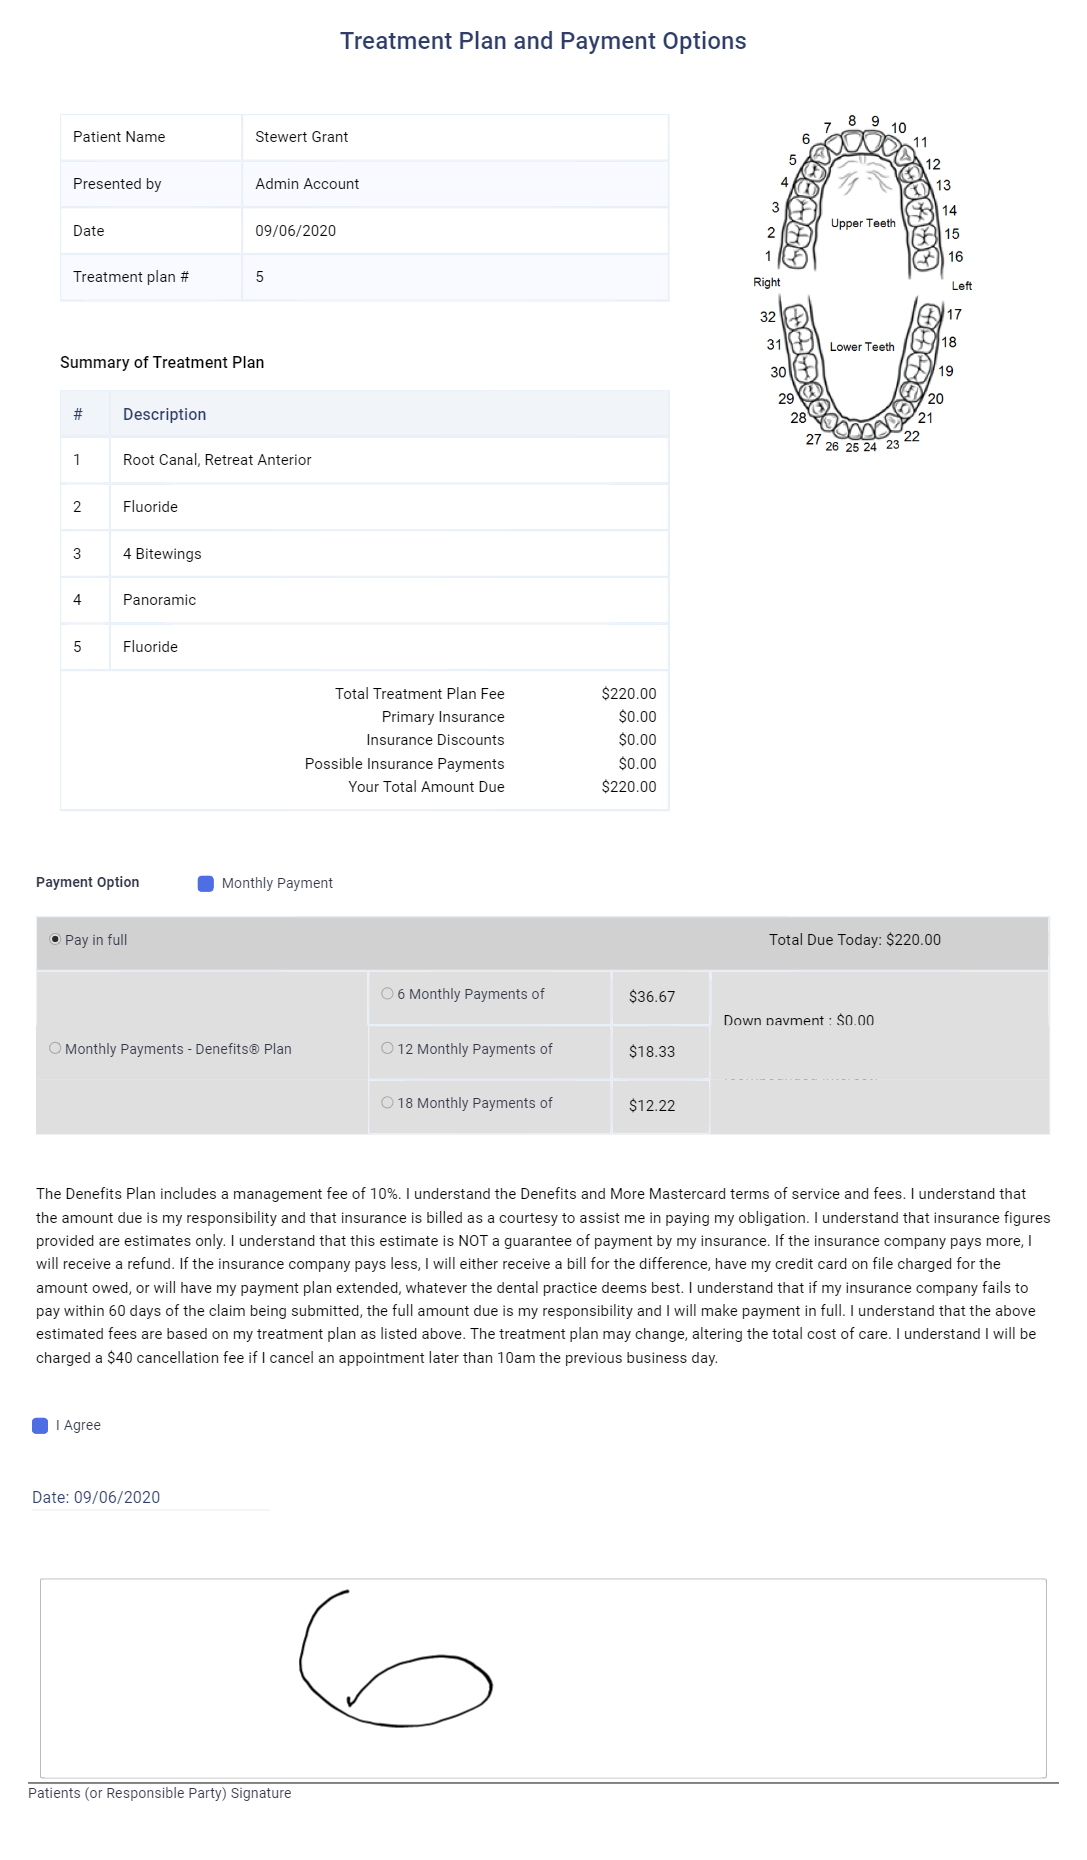 Treatment Plan and Payment Options
Patient Name Stewert Grant
Presented by Admin Account
Date 09/06/2020
Treatment plan # 5
Summary of Treatment Plan
# Description
1 Root Canal, Retreat Anterior
2 Fluoride
3 4 Bitewings
4 Panoramic
5 Fluoride
Total Treatment Plan Fee $220.00
Primary Insurance $0.00
Insurance Discounts $0.00
Possible Insurance Payments $0.00
Your Total Amount Due $220.00
8 9
7 10
6 11
5 12
4 13
3 14
Upper Teeth
2 15
1 16
Right Left
32 17
31 Lower Teeth 18
30 19
29 20
28 21
27 22
26 25 24 23
Payment Option Monthly Payment
Pay in full Total Due Today: $220.00
6 Monthly Payments of $36.67
Down payment : $0.00
Monthly Payments - Denefits® Plan 12 Monthly Payments of $18.33
18 Monthly Payments of $12.22
The Denefits Plan includes a management fee of 10%. I understand the Denefits and More Mastercard terms of service and fees. I understand that
the amount due is my responsibility and that insurance is billed as a courtesy to assist me in paying my obligation. I understand that insurance figures
provided are estimates only. I understand that this estimate is NOT a guarantee of payment by my insurance. If the insurance company pays more, I
will receive a refund. If the insurance company pays less, I will either receive a bill for the difference, have my credit card on file charged for the
amount owed, or will have my payment plan extended, whatever the dental practice deems best. I understand that if my insurance company fails to
pay within 60 days of the claim being submitted, the full amount due is my responsibility and I will make payment in full. I understand that the above
estimated fees are based on my treatment plan as listed above. The treatment plan may change, altering the total cost of care. I understand I will be
charged a $40 cancellation fee if I cancel an appointment later than 10am the previous business day.
I Agree
Date: 09/06/2020
Patients (or Responsible Party) Signature